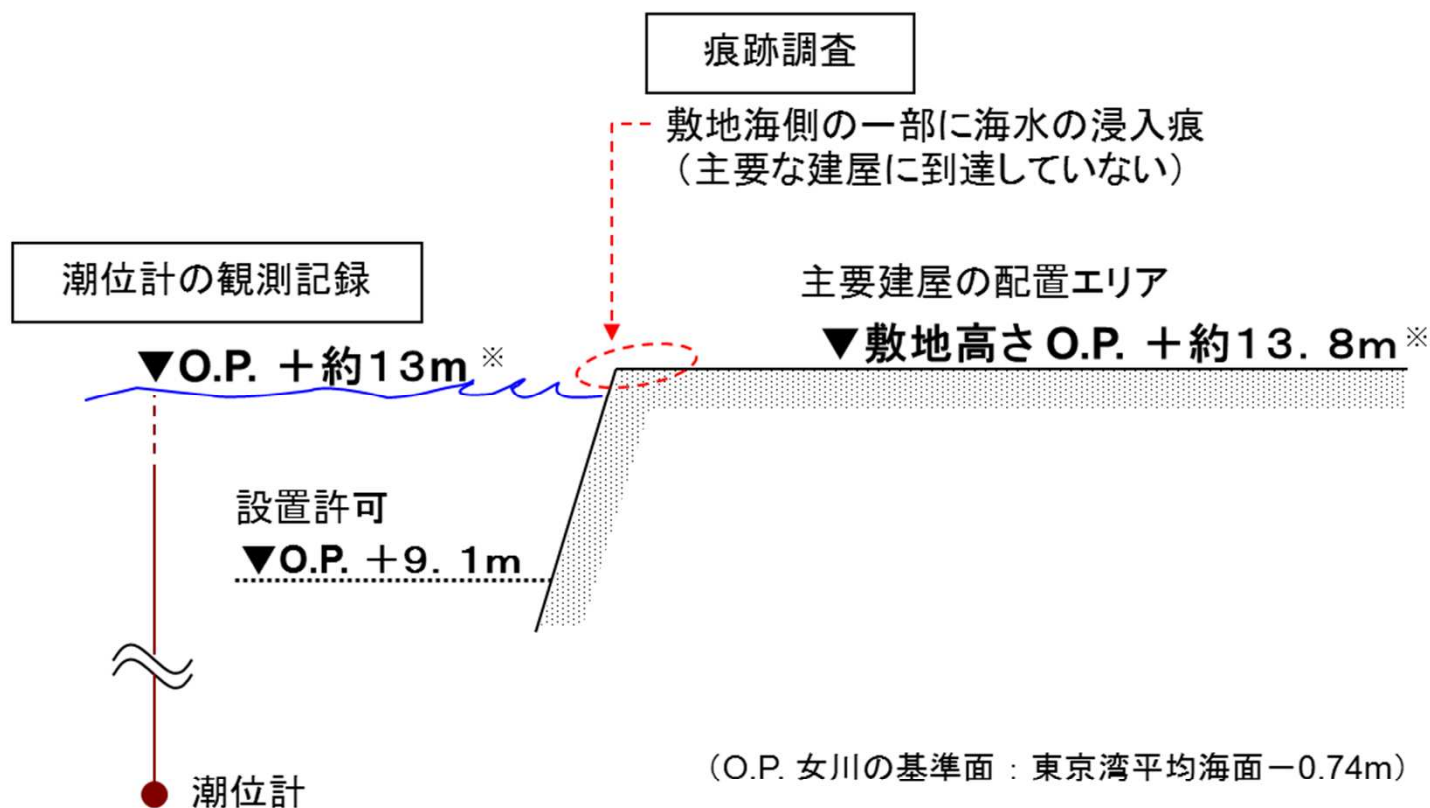 痕跡調査
敷地海側の一部に海水の浸入痕
（主要な建屋に到達していない）
潮位計の観測記録
主要建屋の配置エリア
▼O.P. ＋約13m※
▼敷地高さO.P. ＋約13．8m※
設置許可
▼O.P. ＋9．1m
（O.P. 女川の基準面：東京湾平均海面－0.74m）
潮位計